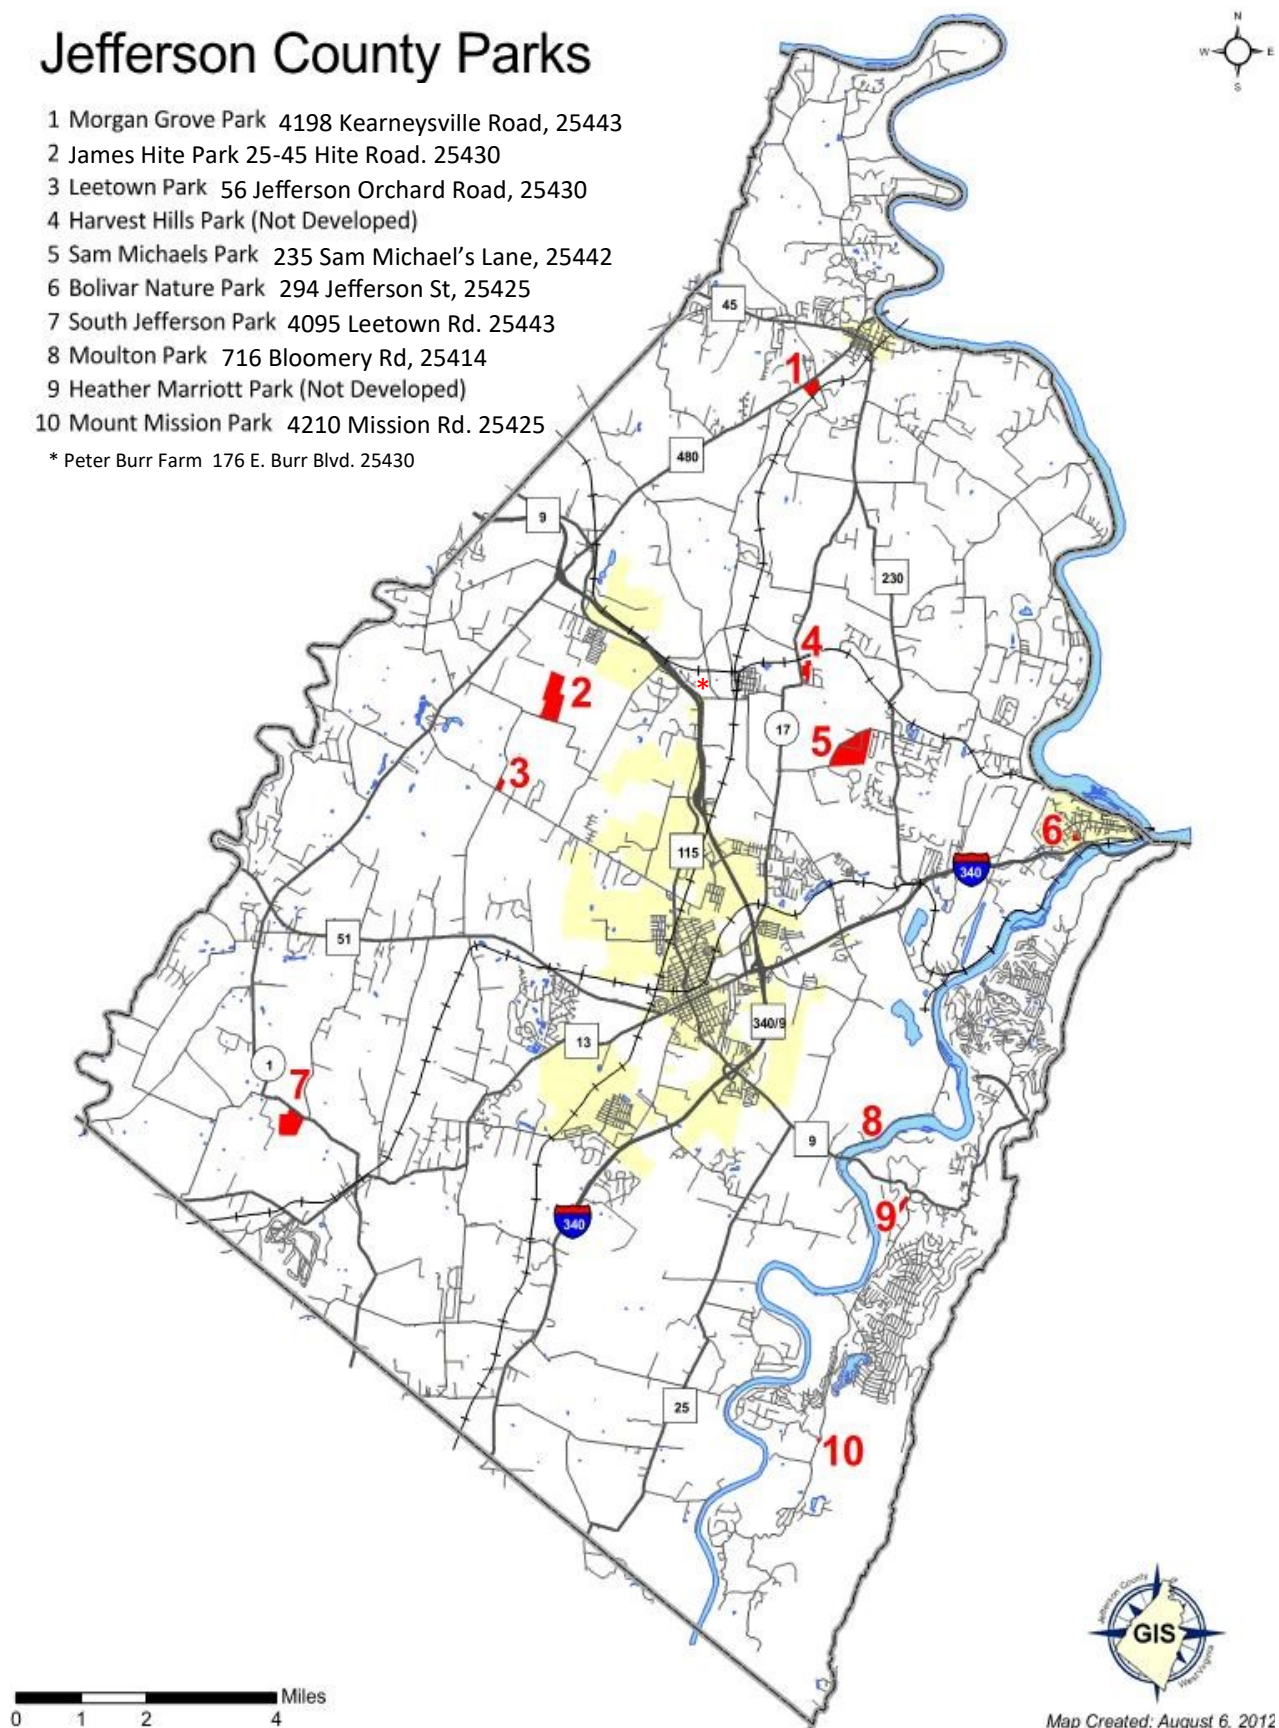 Jefferson County Parks
N
W E
S
1 Morgan Grove Park 4198 Kearneysville Road, 25443
2 James Hite Park 25-45 Hite Road. 25430
3 Leetown Park 56 Jefferson Orchard Road, 25430
4 Harvest Hills Park (Not Developed)
5 Sam Michaels Park 235 Sam Michael’s Lane, 25442
6 Bolivar Nature Park 294 Jefferson St, 25425
7 South Jefferson Park 4095 Leetown Rd. 25443
8 Moulton Park 716 Bloomery Rd, 25414
9 Heather Marriott Park (Not Developed)
10 Mount Mission Park 4210 Mission Rd. 25425
* Peter Burr Farm 176 E. Burr Blvd. 25430
45
1
480
9
230
4
*
2
17
5
3
6
115
340
51
340/9
13
1
7
8
9
9
340
25
10
Jefferson County
GIS
West Virginia
Miles
0 1 2 4
Map Created: August 6, 2012